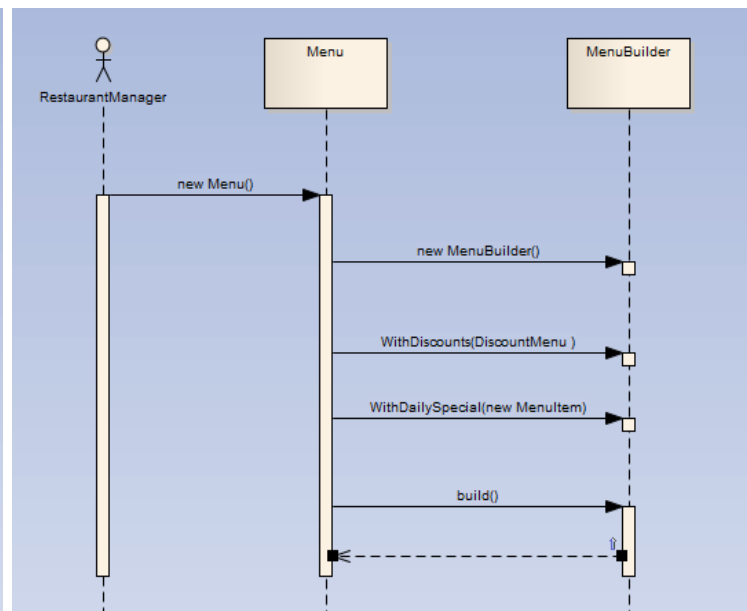 Menu
MenuBuilder
RestaurantManager
new Menu()
new MenuBuilder()
WithDiscounts(DiscountMenu )
WithDailySpecial(new MenuItem)
build()